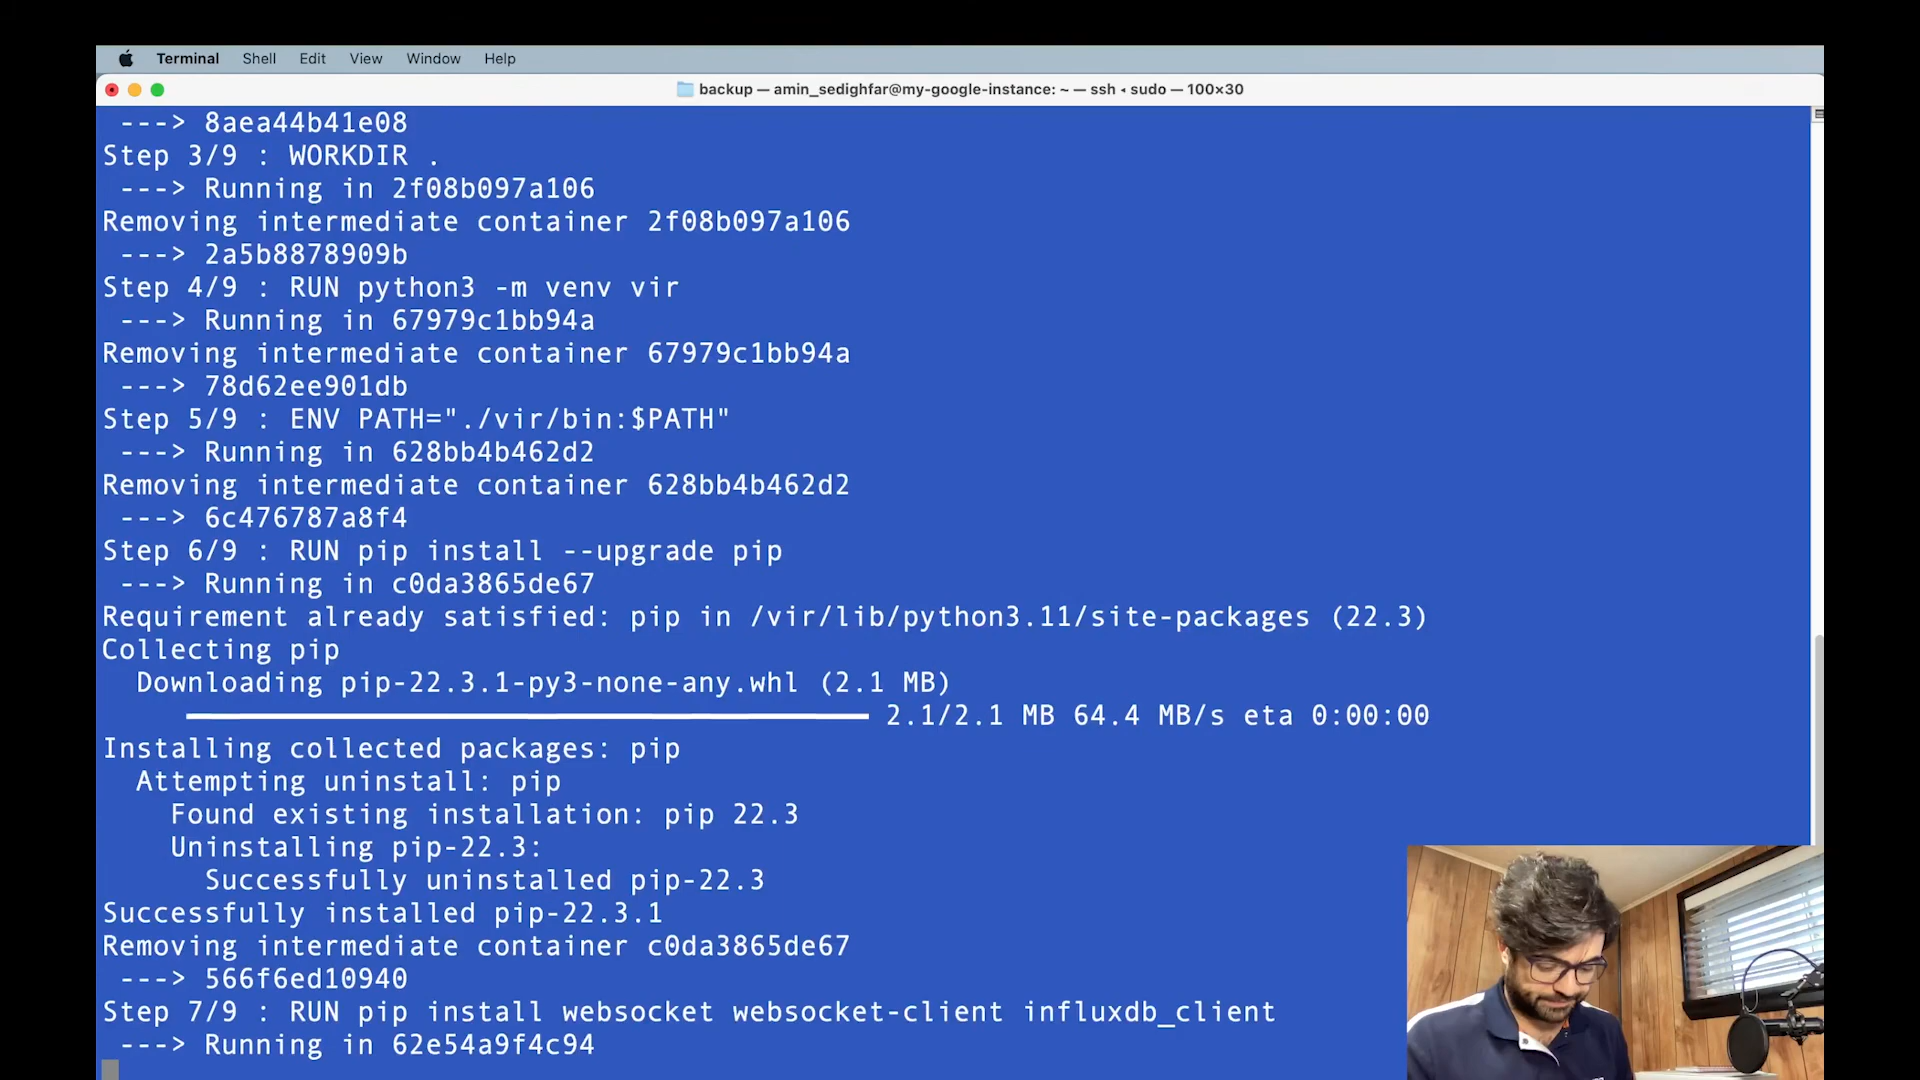 Terminal Shell Edit View Window Help
backup — amin_sedighfar@my-google-instance: ~ — ssh ◂ sudo — 100×30
---> 8aea44b41e08
Step 3/9 : WORKDIR .
---> Running in 2f08b097a106
Removing intermediate container 2f08b097a106
---> 2a5b8878909b
Step 4/9 : RUN python3 -m venv vir
---> Running in 67979c1bb94a
Removing intermediate container 67979c1bb94a
---> 78d62ee901db
Step 5/9 : ENV PATH="./vir/bin:$PATH"
---> Running in 628bb4b462d2
Removing intermediate container 628bb4b462d2
---> 6c476787a8f4
Step 6/9 : RUN pip install --upgrade pip
---> Running in c0da3865de67
Requirement already satisfied: pip in /vir/lib/python3.11/site-packages (22.3)
Collecting pip
Downloading pip-22.3.1-py3-none-any.whl (2.1 MB)
2.1/2.1 MB 64.4 MB/s eta 0:00:00
Installing collected packages: pip
Attempting uninstall: pip
Found existing installation: pip 22.3
Uninstalling pip-22.3:
Successfully uninstalled pip-22.3
Successfully installed pip-22.3.1
Removing intermediate container c0da3865de67
---> 566f6ed10940
Step 7/9 : RUN pip install websocket websocket-client influxdb_client
---> Running in 62e54a9f4c94